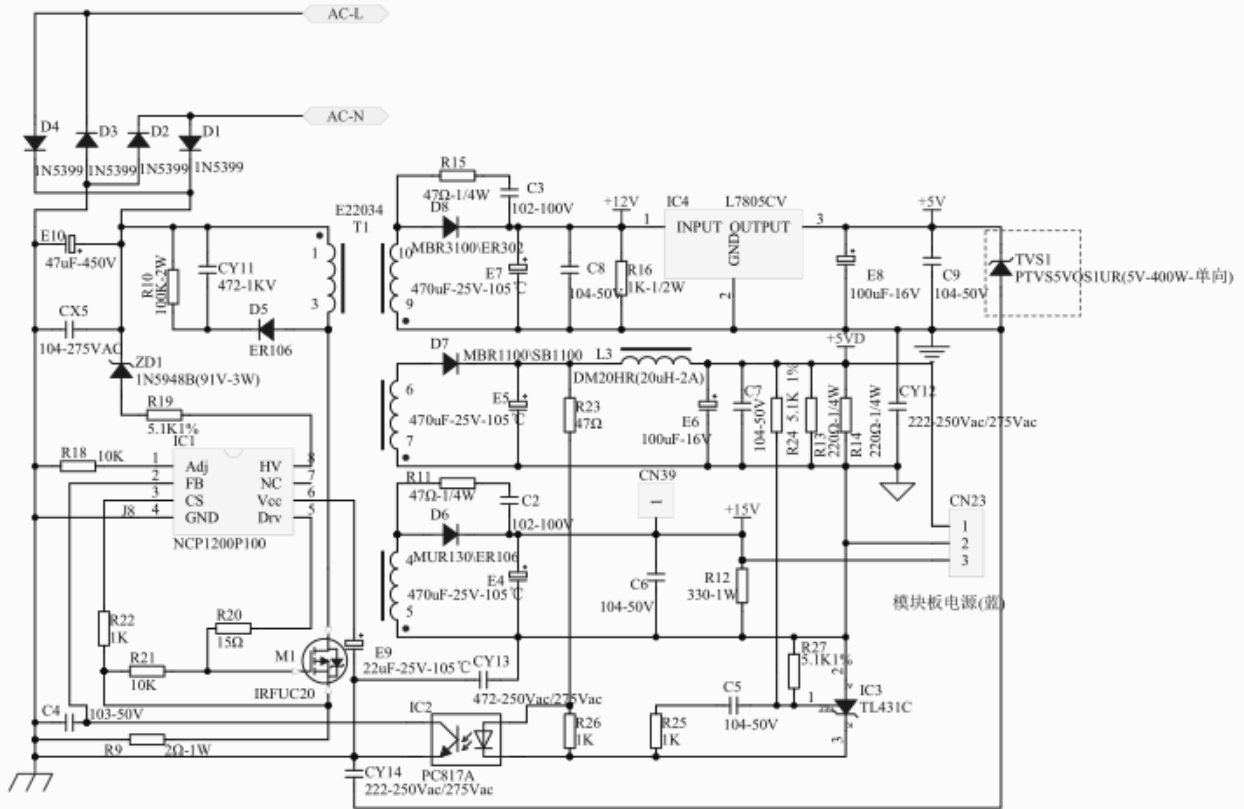 AC-L
AC-N
D4
D3
D2
D1
1N5399
1N5399
1N5399
1N5399
E10
47uF-450V
CX5
104-275VAC
ZD1
1N5948B(91V-3W)
R10
100K-2W
CY11
472-1KV
D5
ER106
E22034
T1
1
3
R19
5.1K1%
IC1
R18
10K
1
2
3
4
Adj
FB
CS
GND
HV
NC
Vcc
Drv
8
7
6
5
J8
NCP1200P100
R22
1K
R20
15Ω
R21
10K
M1
IRFUC20
C4
103-50V
R9
2Ω-1W
R15
47Ω-1/4W
C3
102-100V
D8
MBR3100\ER302
10
9
E7
470uF-25V-105℃
C8
104-50V
+12V
R16
1K-1/2W
IC4
L7805CV
1
INPUT
OUTPUT
GND
3
2
E8
100uF-16V
+5V
C9
104-50V
TVS1
PTVS5VOS1UR(5V-400W-单向)
D7
MBR1100\SB1100
6
7
E5
470uF-25V-105℃
R23
47Ω
L3
DM20HR(20uH-2A)
E6
100uF-16V
C7
104-50V
R24
5.1K 1%
R13
220Ω-1/4W
R14
220Ω-1/4W
+5VD
CY12
222-250Vac/275Vac
R11
47Ω-1/4W
C2
102-100V
D6
MUR130\ER106
4
5
E4
470uF-25V-105℃
CN39
1
C6
104-50V
+15V
R12
330-1W
CN23
1
2
3
模块板电源(蓝)
E9
22uF-25V-105℃
CY13
472-250Vac/275Vac
IC2
PC817A
CY14
222-250Vac/275Vac
R26
1K
R25
1K
C5
104-50V
R27
5.1K1%
2
1
3
IC3
TL431C